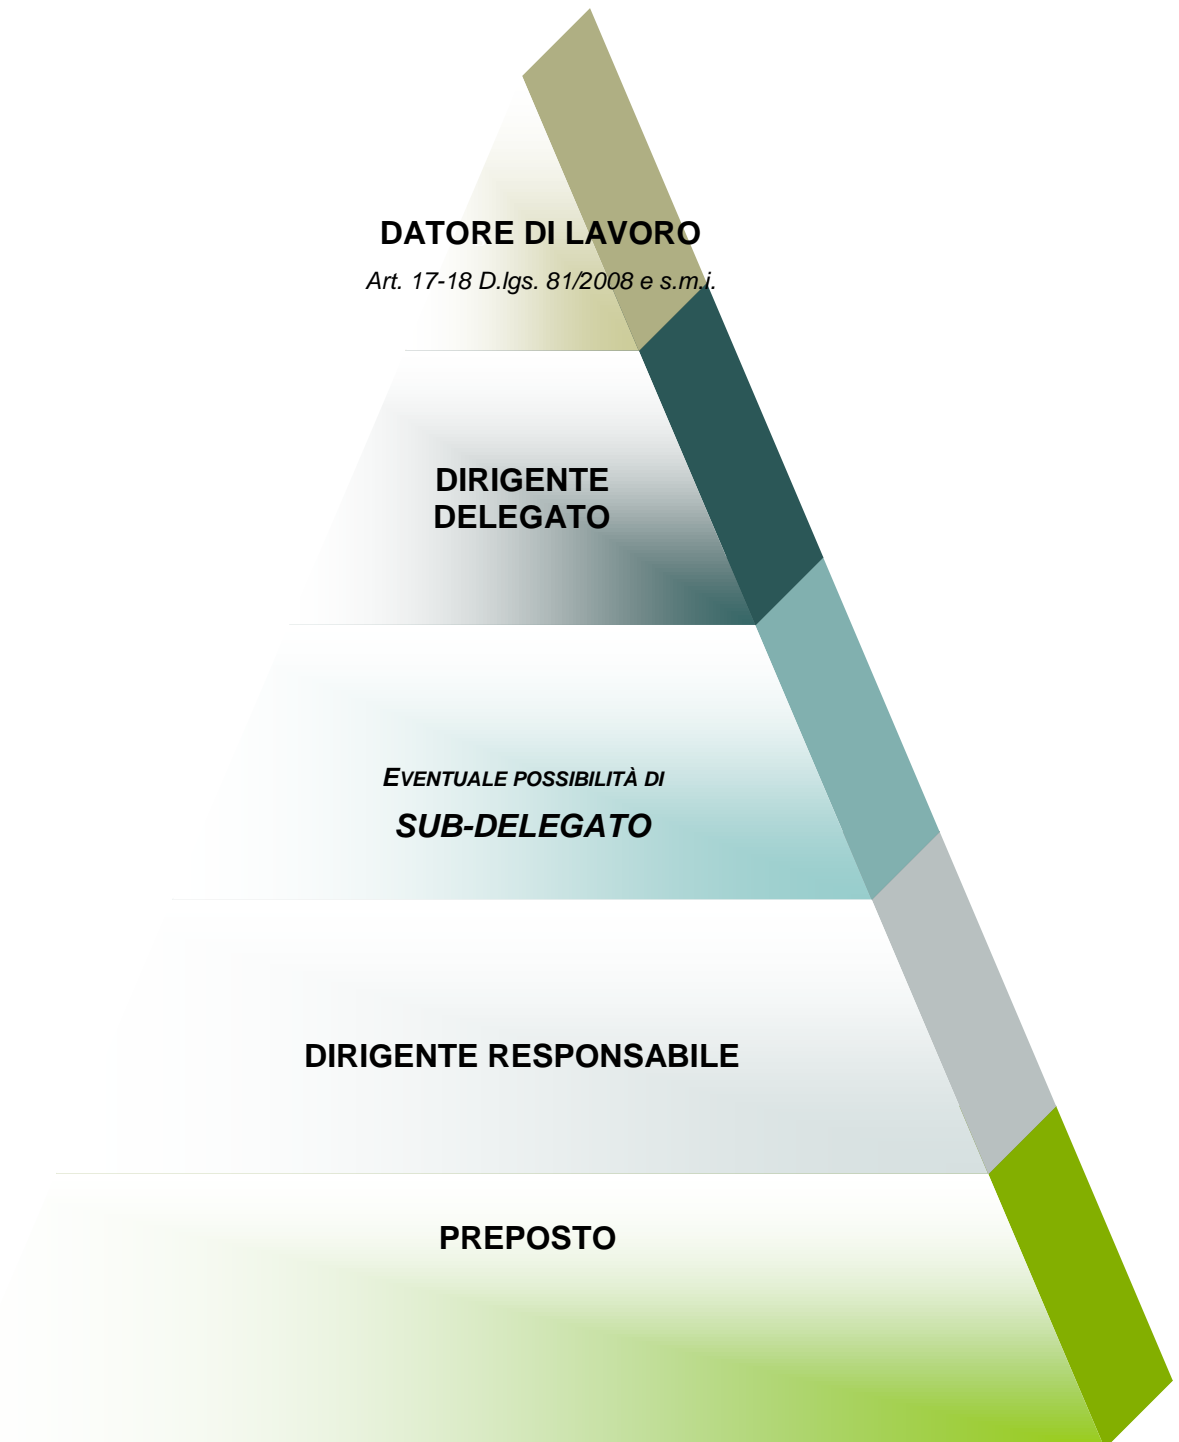 DATORE DI LAVORO
Art. 17-18 D.lgs. 81/2008 e s.m.i.
DIRIGENTE
DELEGATO
EVENTUALE POSSIBILITÀ DI
SUB-DELEGATO
DIRIGENTE RESPONSABILE
PREPOSTO